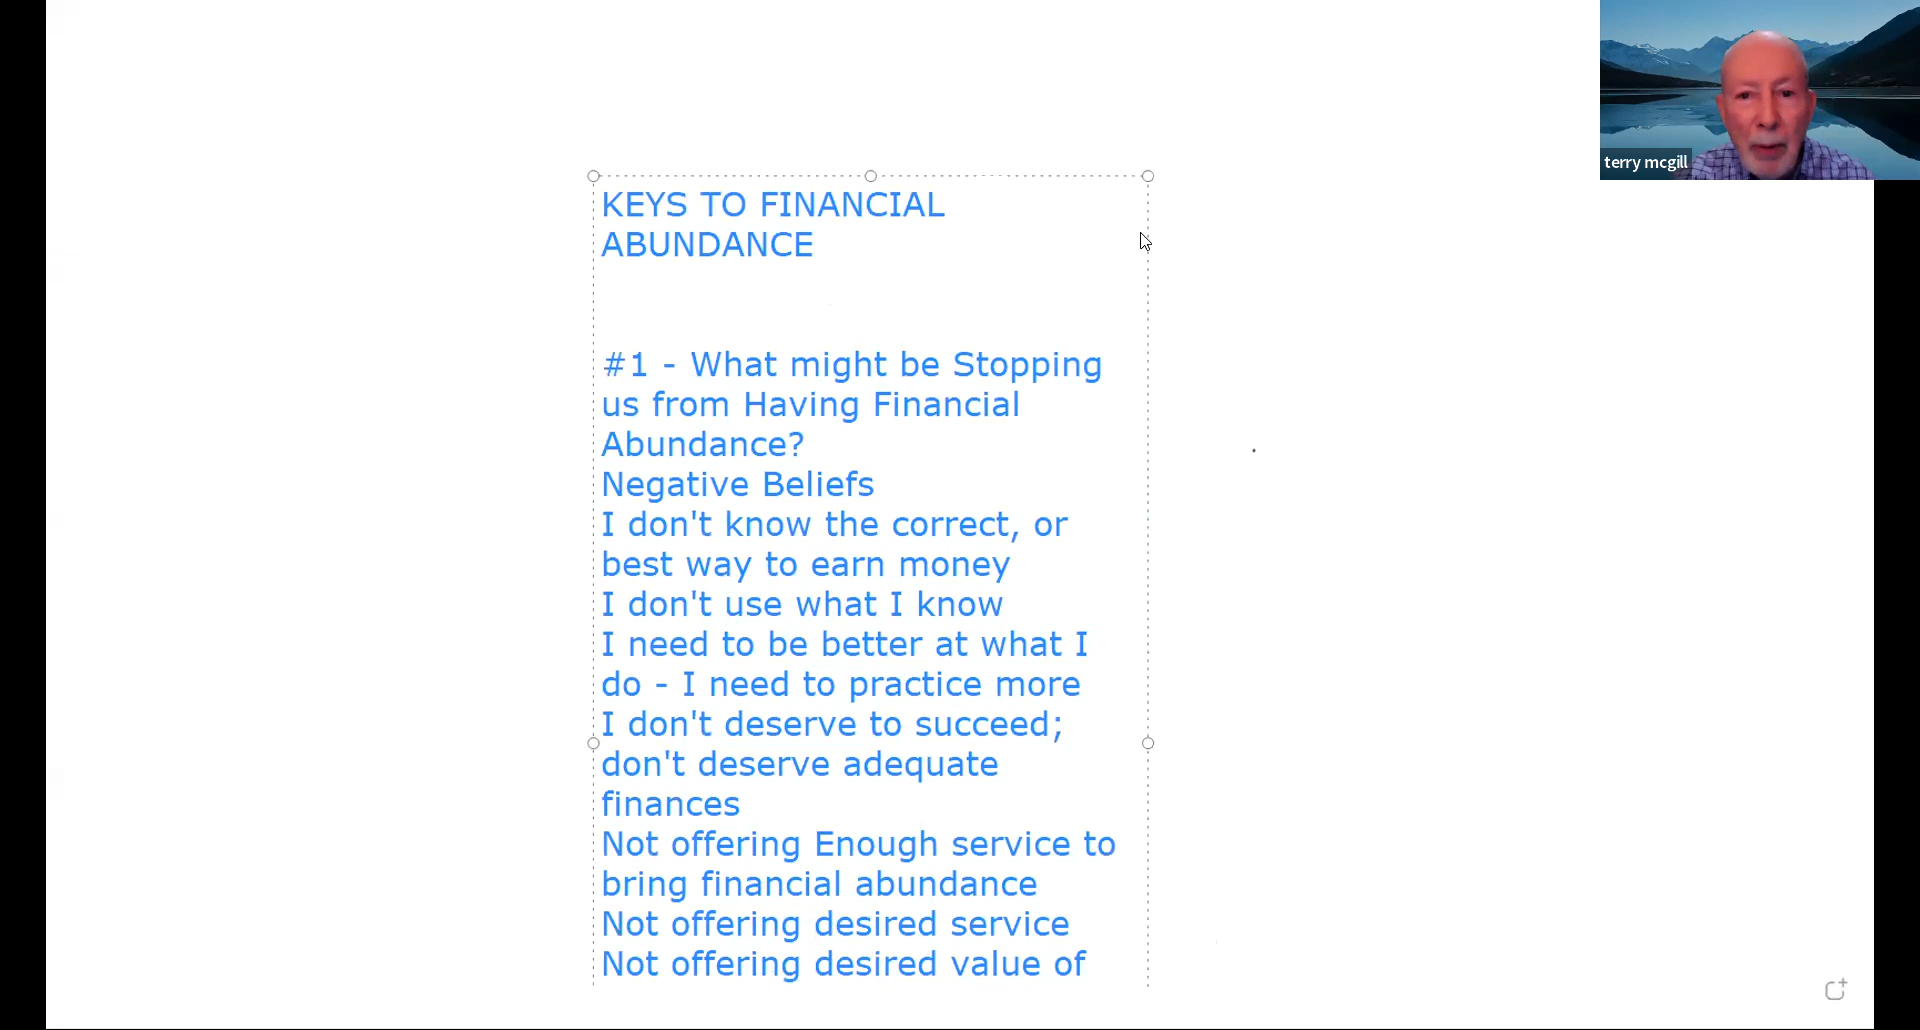 terry mcgill
KEYS TO FINANCIAL
ABUNDANCE
#1 - What might be Stopping
us from Having Financial
Abundance?
Negative Beliefs
I don't know the correct, or
best way to earn money
I don't use what I know
I need to be better at what I
do - I need to practice more
I don't deserve to succeed;
don't deserve adequate
finances
Not offering Enough service to
bring financial abundance
Not offering desired service
Not offering desired value of